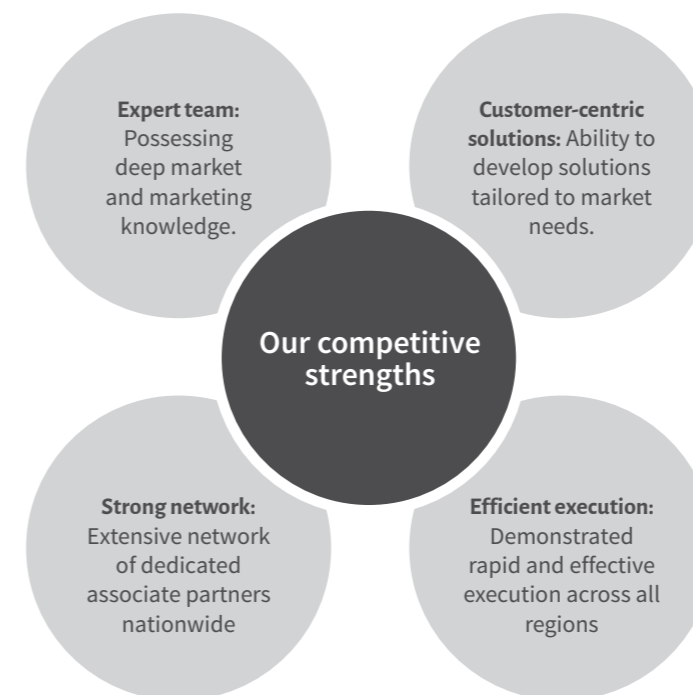 Expert team:
Possessing
deep market
and marketing
knowledge.
Customer-centric
solutions: Ability to
develop solutions
tailored to market
needs.
Our competitive
strengths
Strong network:
Extensive network
of dedicated
associate partners
nationwide
Efficient execution:
Demonstrated
rapid and effective
execution across all
regions